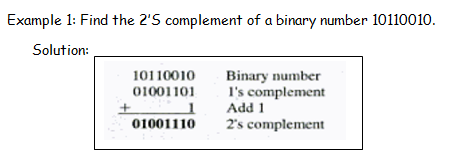 Example 1: Find the 2'S complement of a binary number 10110010.
Solution:
10110010 Binary number
01001101 1's complement
+ 1 Add 1
01001110 2's complement